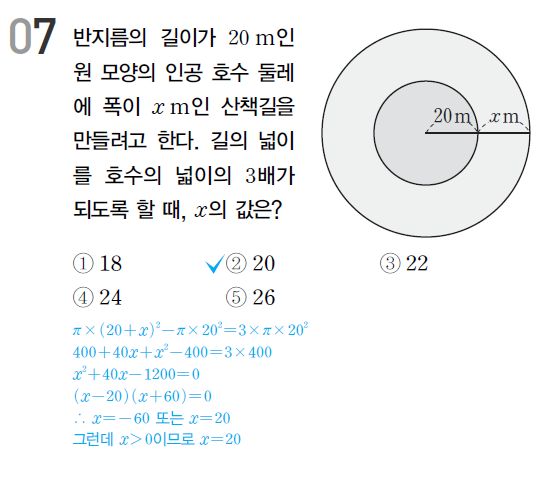 07
반지름의 길이가 20 m인
원 모양의 인공 호수 둘레
에 폭이 x m인 산책길을
만들려고 한다. 길의 넓이
를 호수의 넓이의 3배가
되도록 할 때, x의 값은?
20 m x m
① 18 ② 20 ③ 22
④ 24 ⑤ 26
π×(20+x)²-π×20²=3×π×20²
400+40x+x²-400=3×400
x²+40x-1200=0
(x-20)(x+60)=0
∴ x=-60 또는 x=20
그런데 x>0이므로 x=20